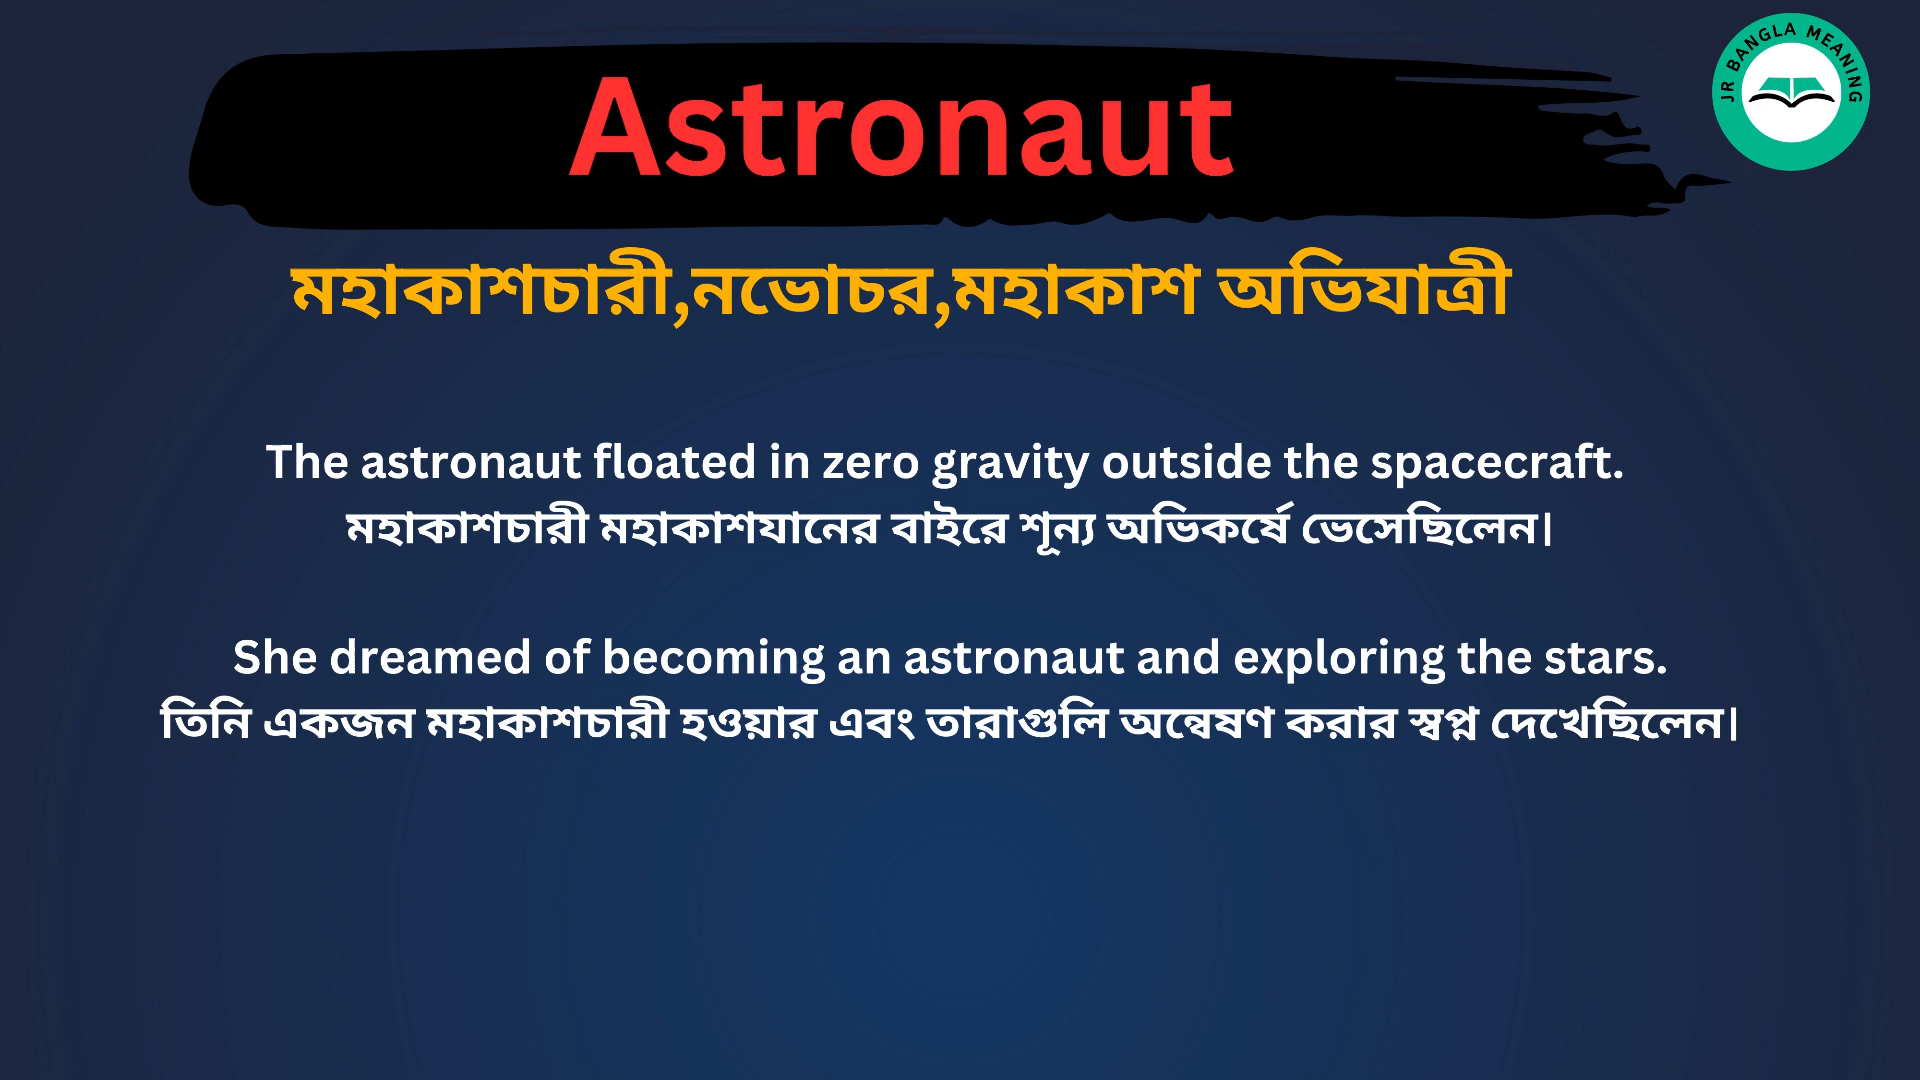 JR BANGLA MEANING
Astronaut
মহাকাশচারী,নভোচর,মহাকাশ অভিযাত্রী
The astronaut floated in zero gravity outside the spacecraft.
মহাকাশচারী মহাকাশযানের বাইরে শূন্য অভিকর্ষে ভেসেছিলেন।
She dreamed of becoming an astronaut and exploring the stars.
তিনি একজন মহাকাশচারী হওয়ার এবং তারাগুলি অন্বেষণ করার স্বপ্ন দেখেছিলেন।